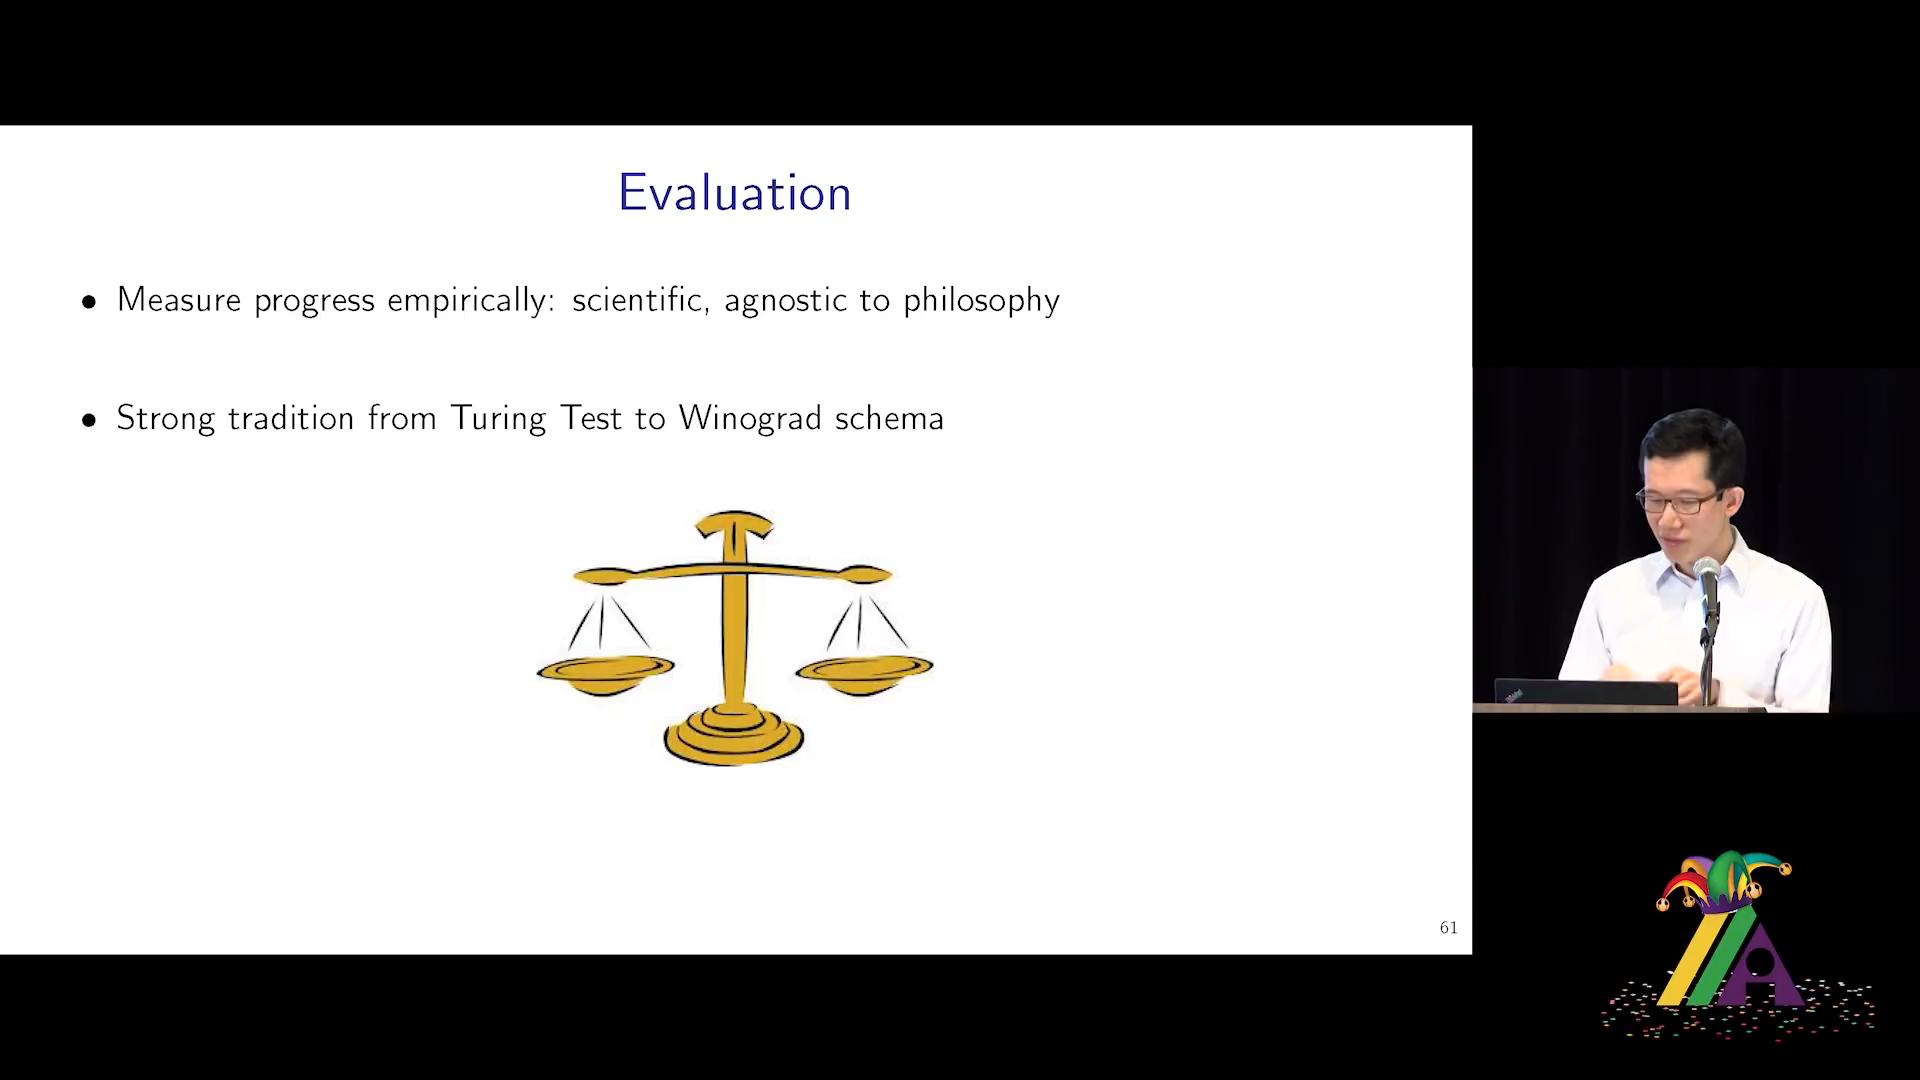 Evaluation
• Measure progress empirically: scientific, agnostic to philosophy
• Strong tradition from Turing Test to Winograd schema
61